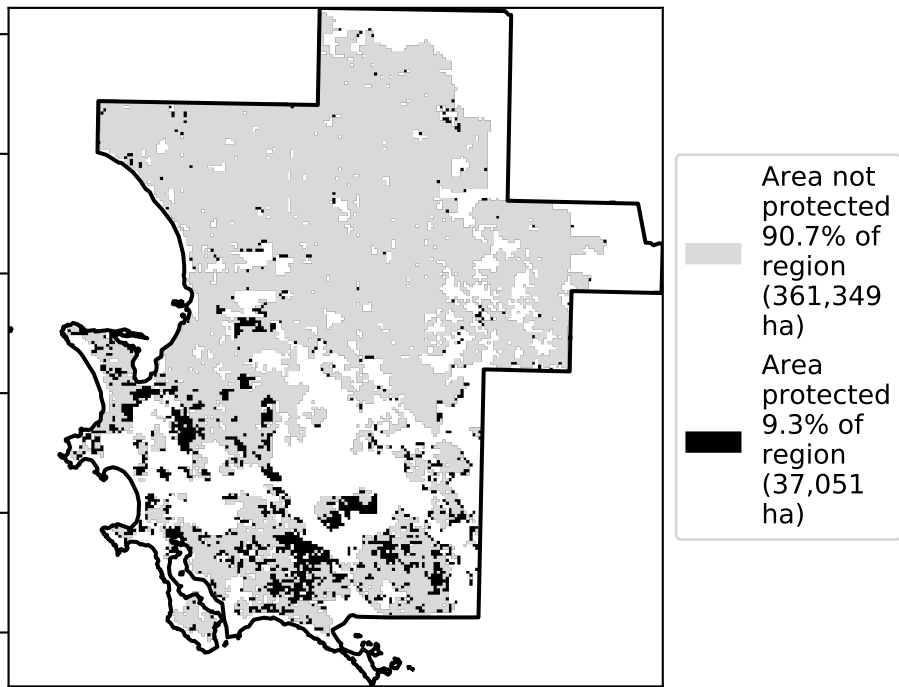 Area not
protected
90.7% of
region
(361,349
ha)
Area
protected
9.3% of
region
(37,051
ha)